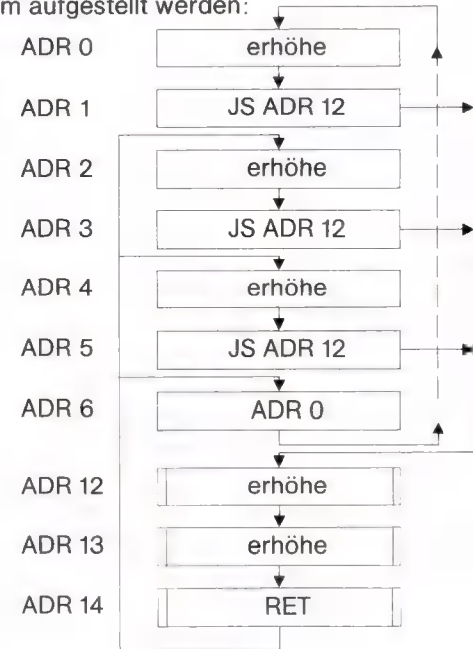 m aufgestellt werden:
ADR 0 erhöhe
ADR 1 JS ADR 12
ADR 2 erhöhe
ADR 3 JS ADR 12
ADR 4 erhöhe
ADR 5 JS ADR 12
ADR 6 ADR 0
ADR 12 erhöhe
ADR 13 erhöhe
ADR 14 RET